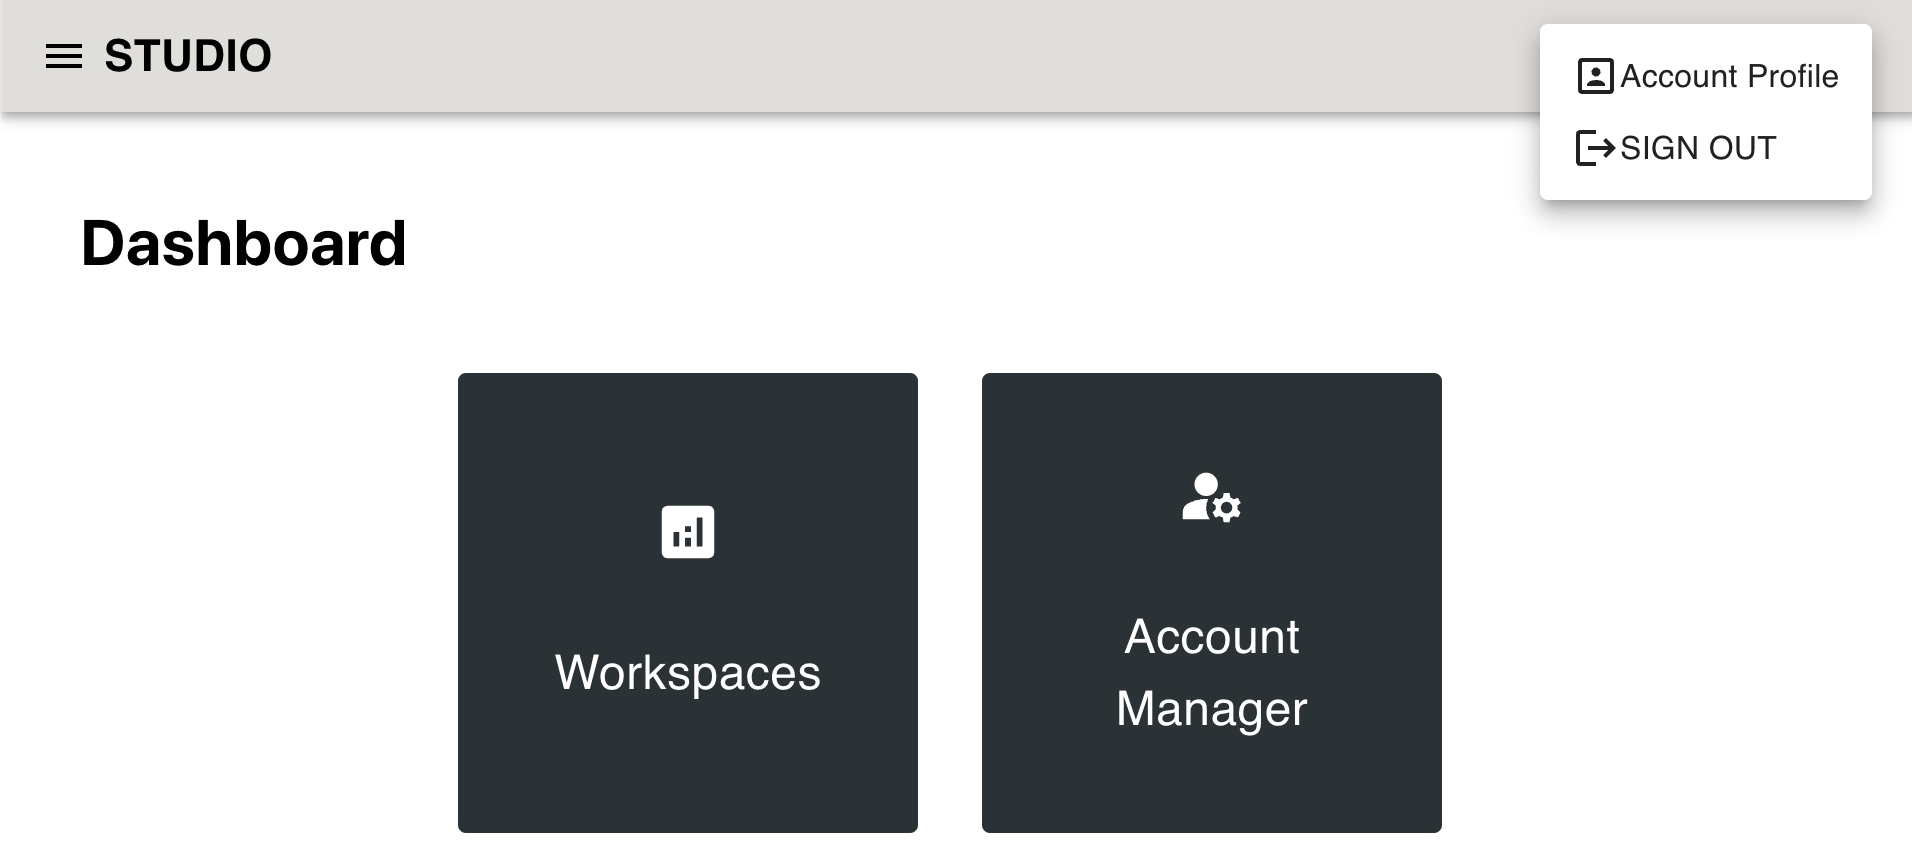 STUDIO
Account Profile
SIGN OUT
Dashboard
Workspaces
Account
Manager